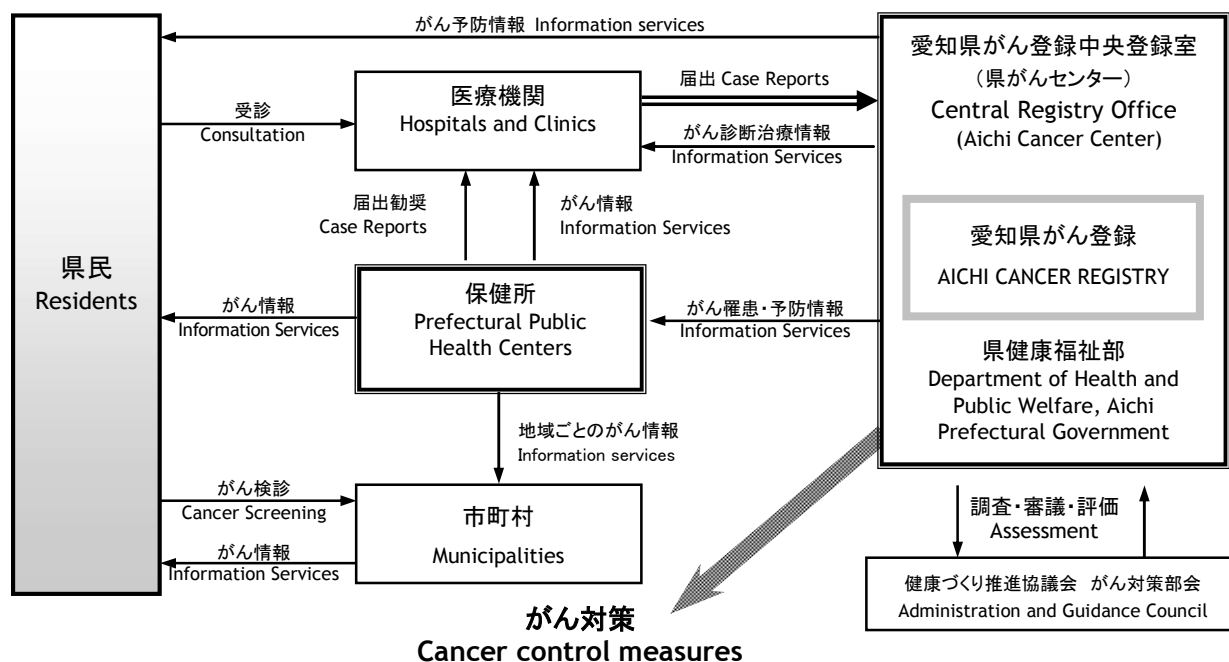 がん予防情報 Information services
愛知県がん登録中央登録室
(県がんセンター)
Central Registry Office
(Aichi Cancer Center)
医療機関
Hospitals and Clinics
届出 Case Reports
受診
Consultation
がん診断治療情報
Information Services
届出勧奨
Case Reports
がん情報
Information Services
愛知県がん登録
AICHI CANCER REGISTRY
県民
Residents
保健所
Prefectural Public
Health Centers
がん情報
Information Services
がん罹患・予防情報
Information Services
県健康福祉部
Department of Health and
Public Welfare, Aichi
Prefectural Government
地域ごとのがん情報
Information services
がん検診
Cancer Screening
市町村
Municipalities
がん情報
Information Services
調査・審議・評価
Assessment
健康づくり推進協議会 がん対策部会
Administration and Guidance Council
がん対策
Cancer control measures